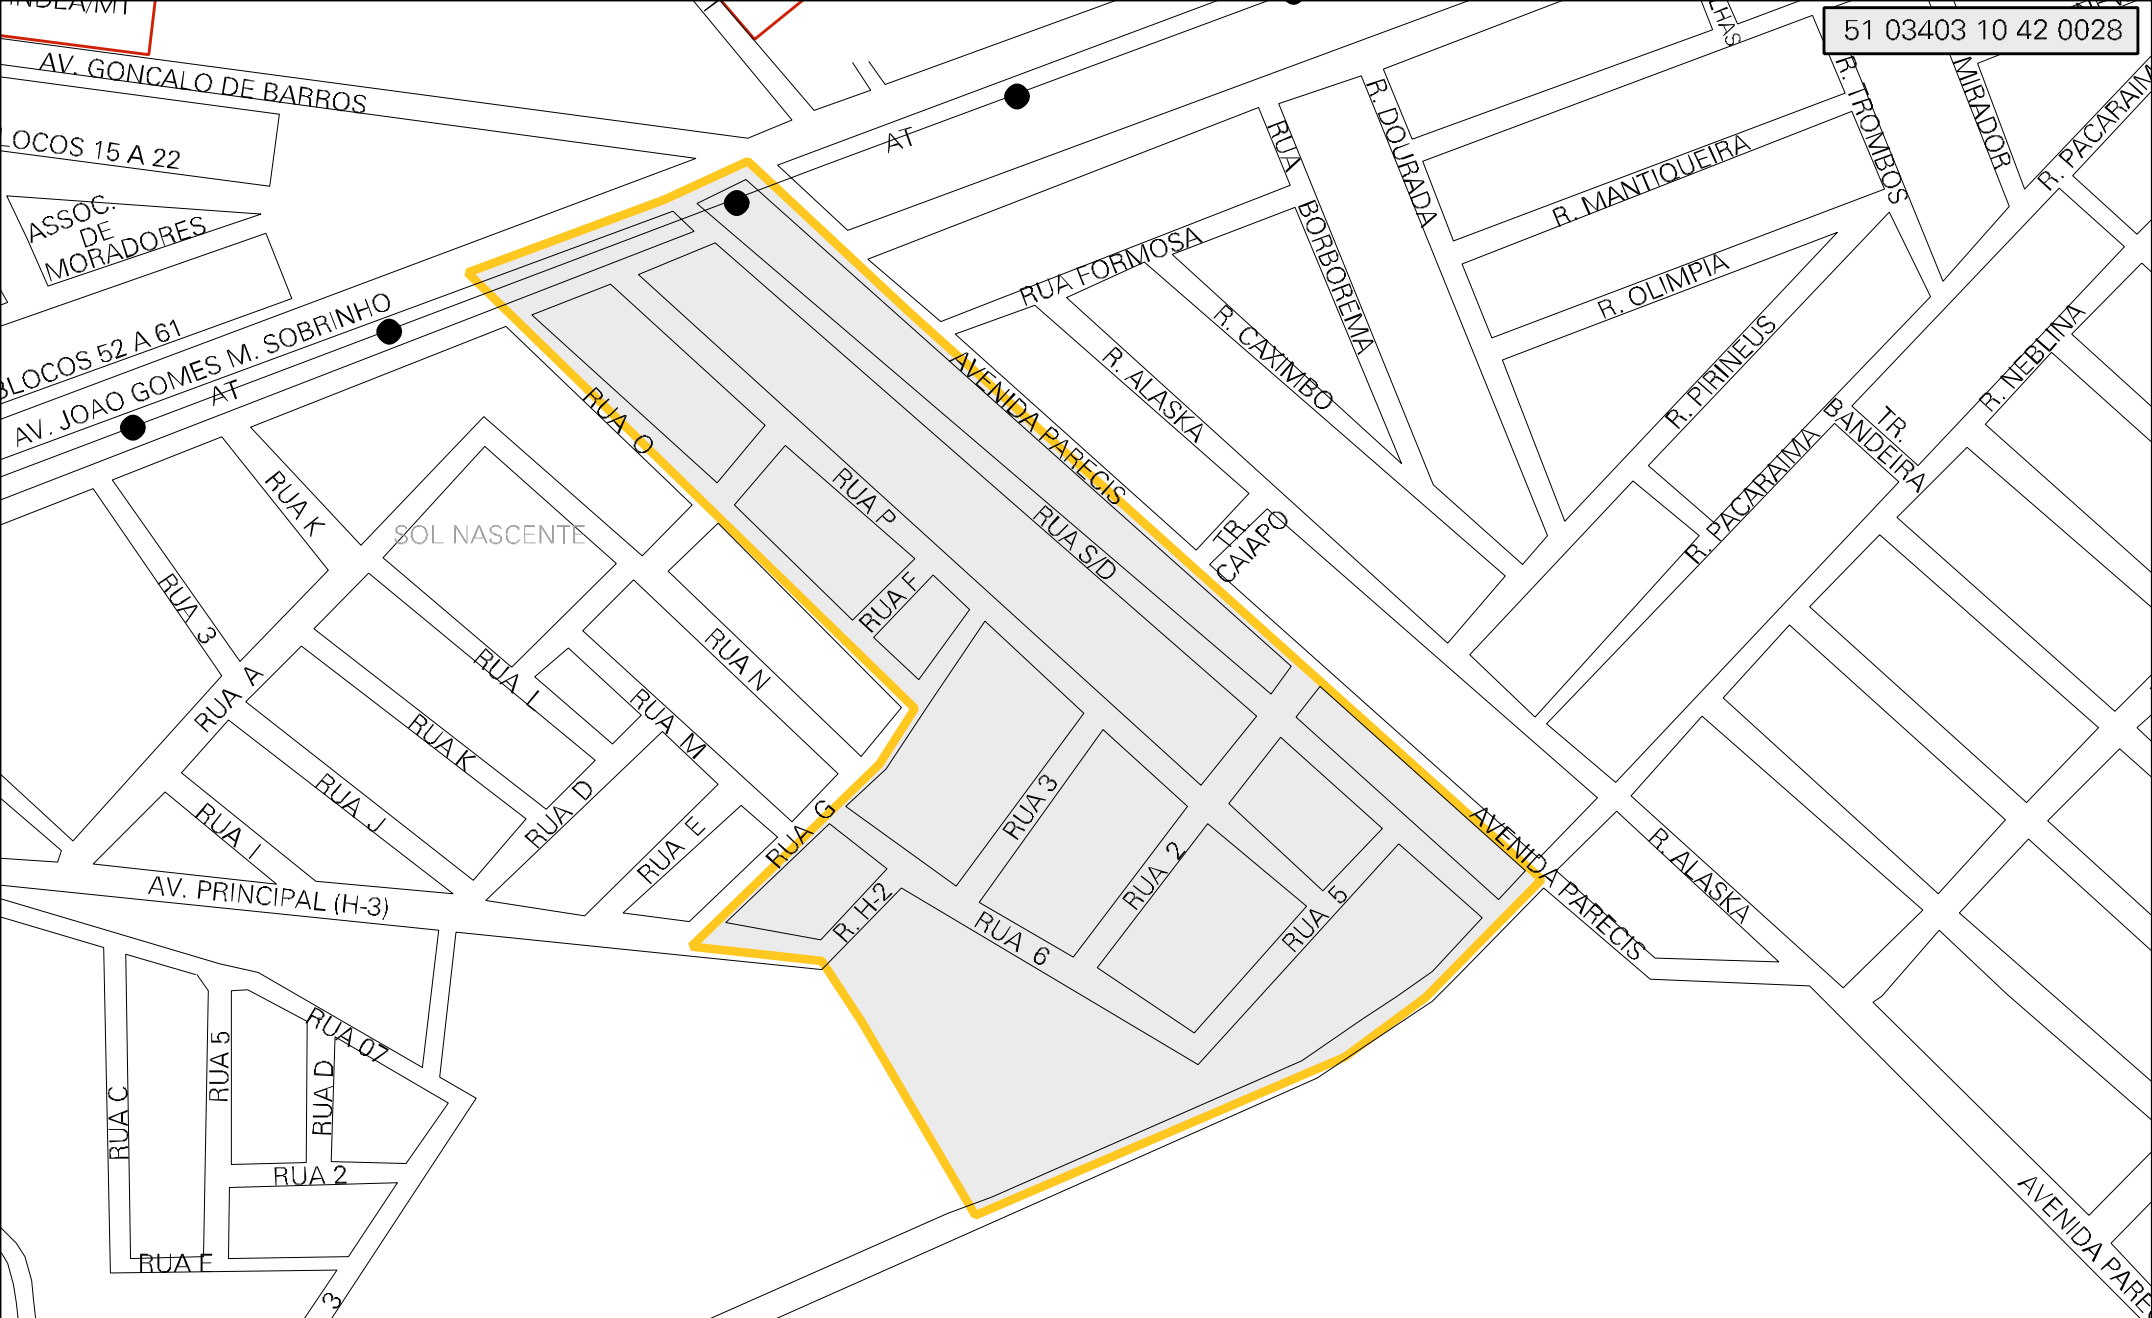 INDEA/MT
51 03403 10 42 0028
AV. GONCALO DE BARROS
LOCOS 15 A 22
ASSOC.
DE
MORADORES
BLOCOS 52 A 61
AV. JOAO GOMES M. SOBRINHO
AT
AT
RUA
BORBOREMA
R. DOURADA
R. TROMBOS
MIRADOR
R. PACARAIM
R. MANTIQUEIRA
RUA FORMOSA
R. OLIMPIA
R. CAXIMBO
R. ALASKA
R. PIRINEUS
R. NEBLINA
TR.
BANDEIRA
R. PACARAIMA
AVENIDA PARECIS
TR.
CAIAPO
RUA O
RUA P
RUA S/D
RUA F
RUA K
SOL NASCENTE
RUA 3
RUA A
RUA L
RUA N
RUA M
RUA K
RUA J
RUA I
RUA D
RUA E
RUA G
RUA 3
RUA 2
RUA 5
RUA 6
R. H-2
AV. PRINCIPAL (H-3)
AVENIDA PARECIS
R. ALASKA
RUA 07
RUA C
RUA 5
RUA D
RUA 2
RUA F
3
AVENIDA PARE